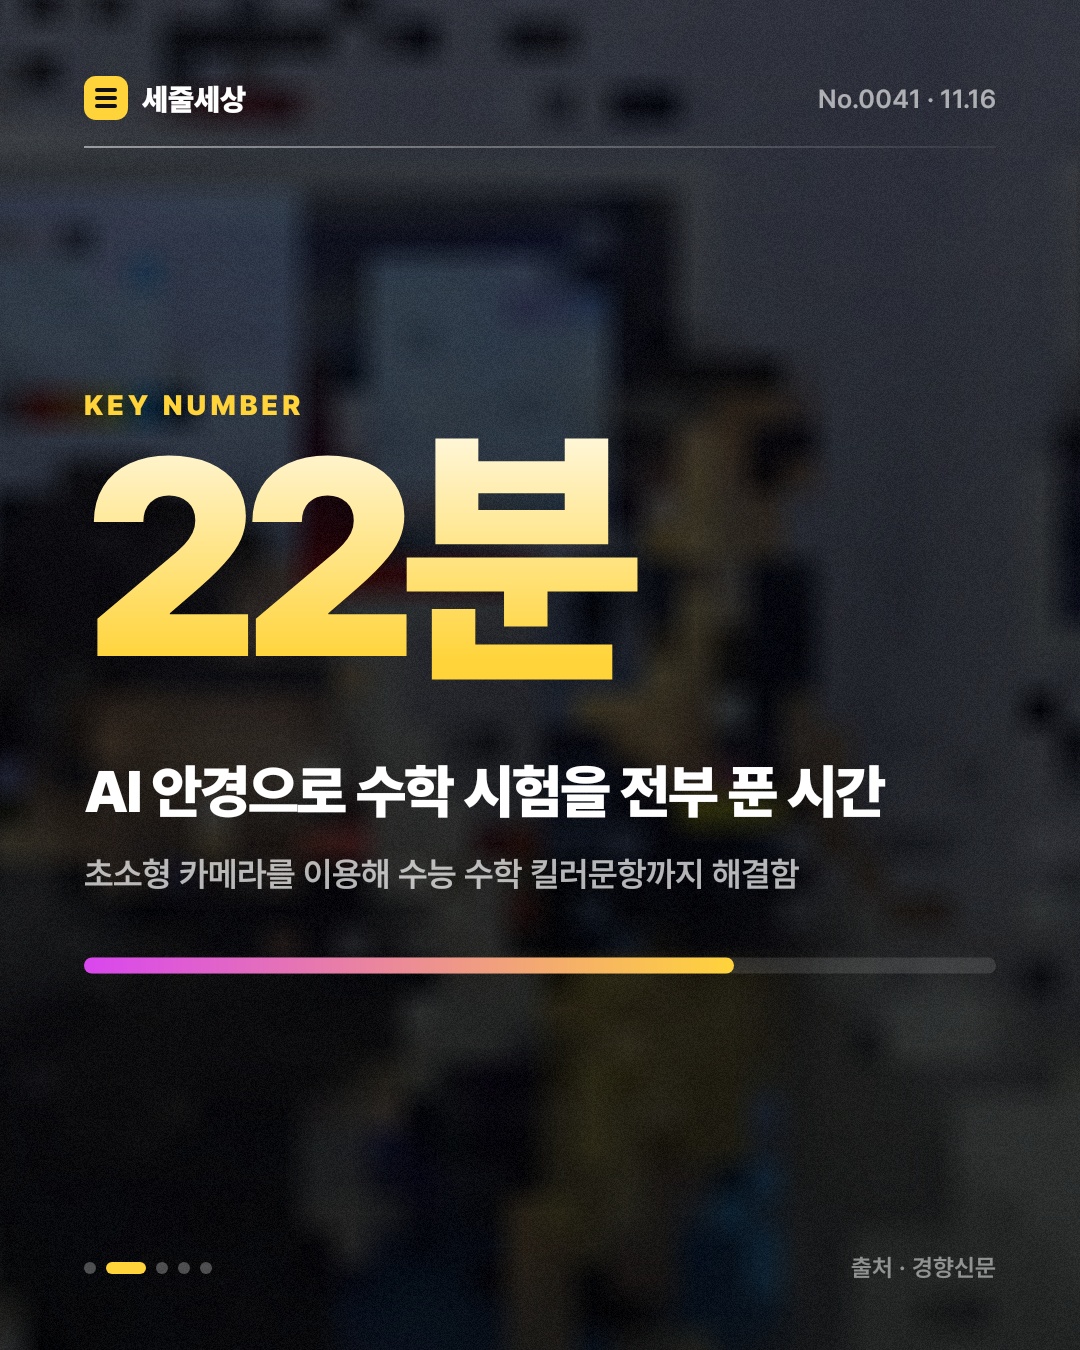 세줄세상
No.0041 · 11.16
KEY NUMBER
22분
AI 안경으로 수학 시험을 전부 푼 시간
초소형 카메라를 이용해 수능 수학 킬러문항까지 해결함
출처 · 경향신문